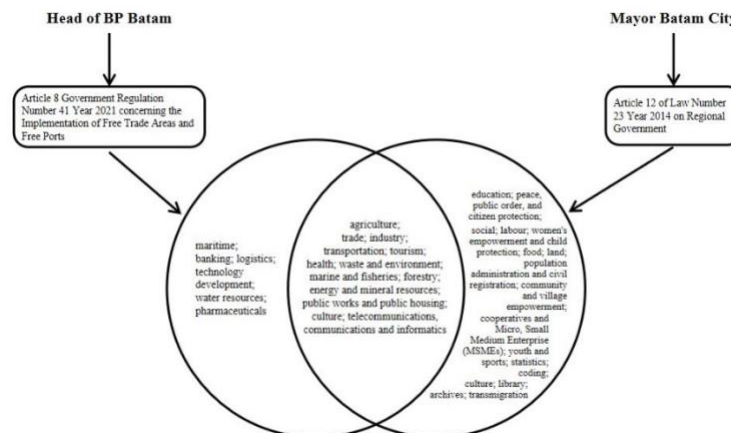 Head of BP Batam
Mayor Batam City
Article 8 Government Regulation
Number 41 Year 2021 concerning the
Implementation of Free Trade Areas and
Free Ports
Article 12 of Law Number
23 Year 2014 on Regional
Government
maritime;
banking; logistics;
technology
development;
water resources;
pharmaceuticals
agriculture;
trade; industry;
transportation; tourism;
health; waste and environment;
marine and fisheries; forestry;
energy and mineral resources;
public works and public housing;
culture; telecommunications,
communications and informatics
education; peace,
public order, and
citizen protection;
social; labour; women's
empowerment and child
protection; food; land;
population
administration and civil
registration; community
and village
empowerment;
cooperatives and
Micro, Small
Medium Enterprise
(MSMEs); youth and
sports; statistics;
coding;
culture; library;
archives; transmigration